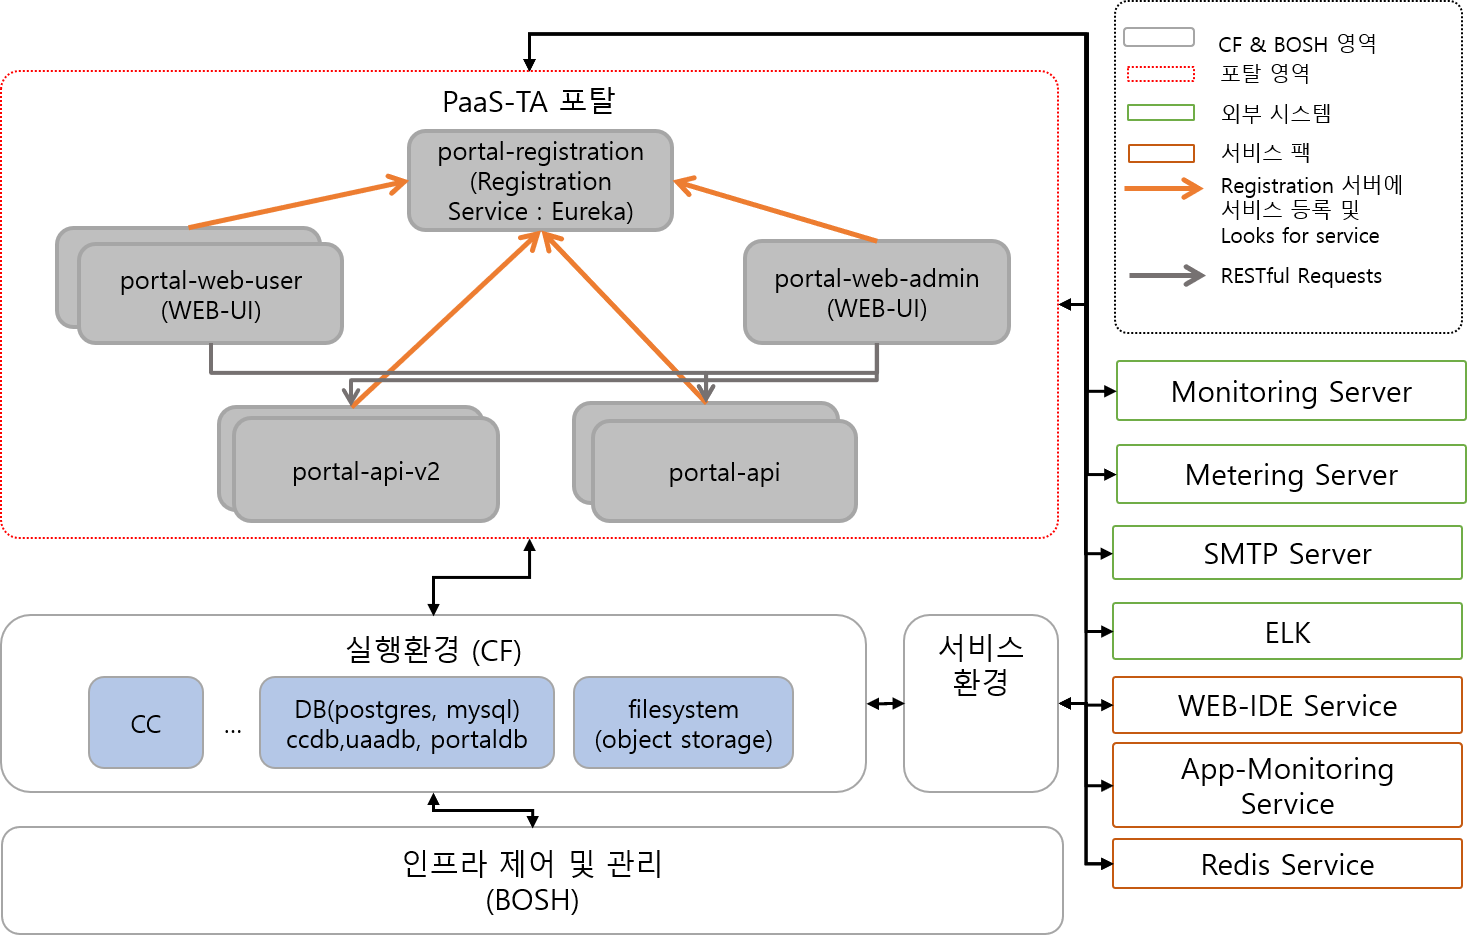 PaaS-TA 포탈
portal-registration
(Registration
Service : Eureka)
portal-web-user
(WEB-UI)
portal-web-admin
(WEB-UI)
portal-api-v2
portal-api
실행환경 (CF)
CC
...
DB(postgres, mysql)
ccdb,uaadb, portaldb
filesystem
(object storage)
서비스
환경
인프라 제어 및 관리
(BOSH)
CF & BOSH 영역
포탈 영역
외부 시스템
서비스 팩
Registration 서버에
서비스 등록 및
Looks for service
RESTful Requests
Monitoring Server
Metering Server
SMTP Server
ELK
WEB-IDE Service
App-Monitoring
Service
Redis Service